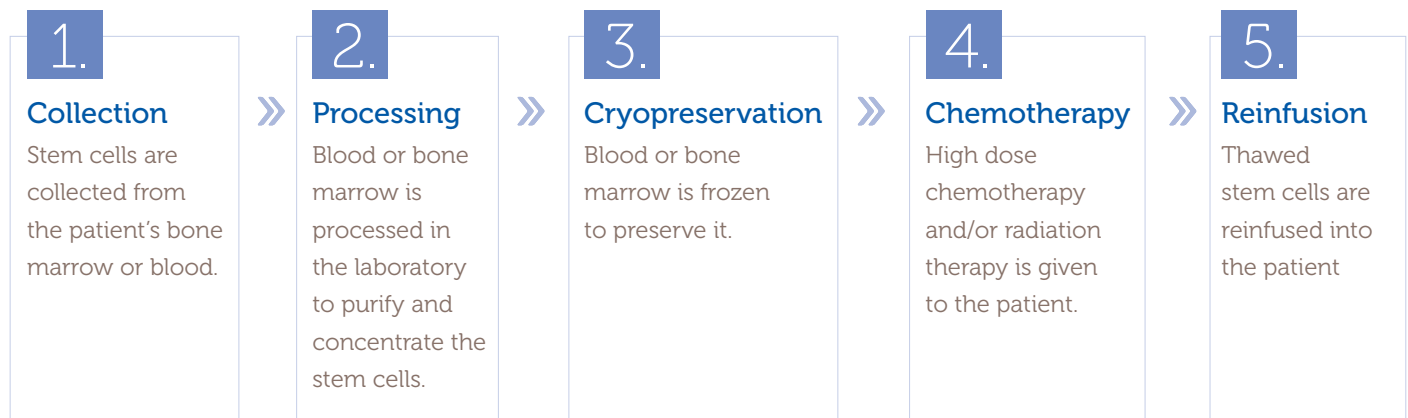 1.
Collection
Stem cells are
collected from
the patient’s bone
marrow or blood.
2.
Processing
Blood or bone
marrow is
processed in
the laboratory
to purify and
concentrate the
stem cells.
3.
Cryopreservation
Blood or bone
marrow is frozen
to preserve it.
4.
Chemotherapy
High dose
chemotherapy
and/or radiation
therapy is given
to the patient.
5.
Reinfusion
Thawed
stem cells are
reinfused into
the patient